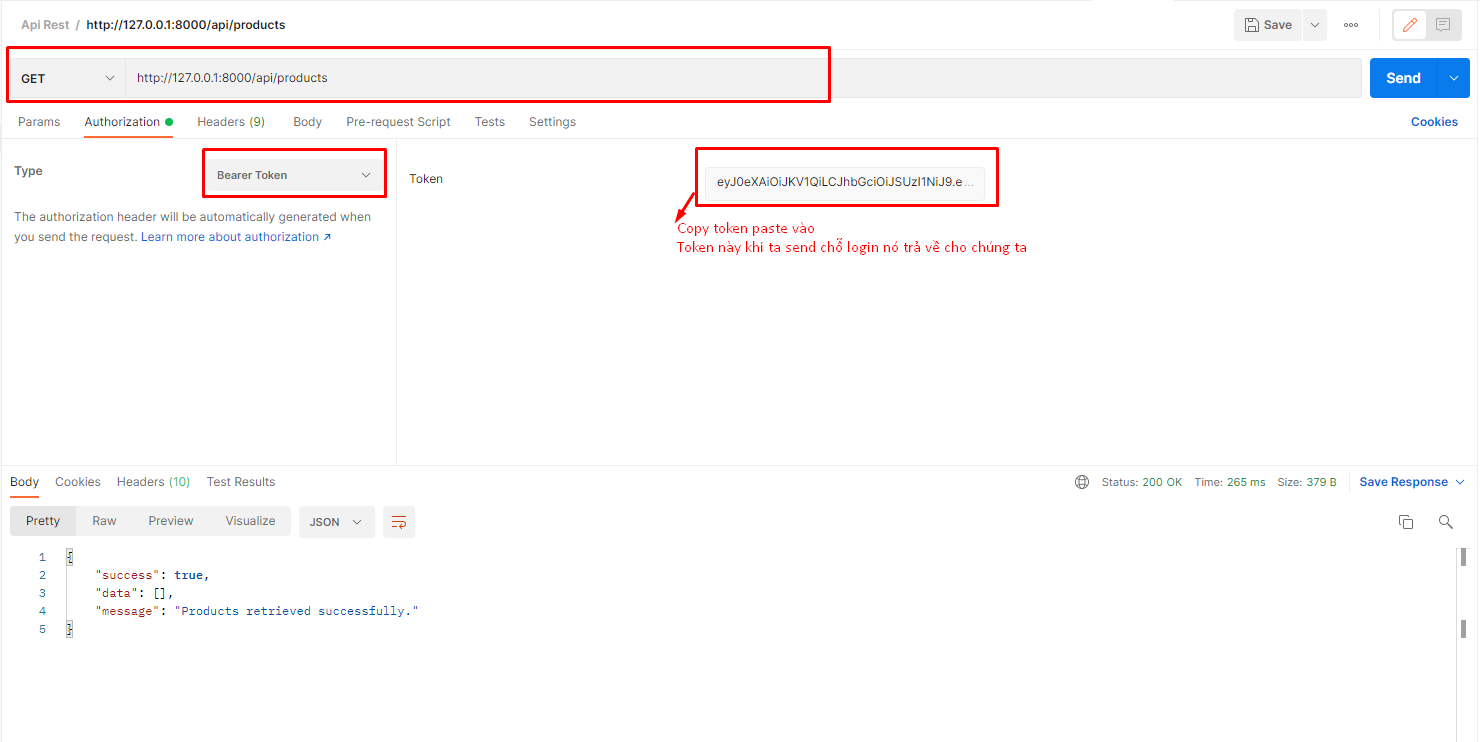 Api Rest / http://127.0.0.1:8000/api/products
Save
GET http://127.0.0.1:8000/api/products
Send
Params Authorization Headers (9) Body Pre-request Script Tests Settings Cookies
Type Bearer Token
Token eyJ0eXAiOiJKV1QiLCJhbGciOiJSUzI1NiJ9.e...
The authorization header will be automatically generated when
you send the request. Learn more about authorization ↗
Copy token paste vào
Token này khi ta send chỗ login nó trả về cho chúng ta
Body Cookies Headers (10) Test Results Status: 200 OK Time: 265 ms Size: 379 B Save Response
Pretty Raw Preview Visualize JSON
1 {
2 "success": true,
3 "data": [],
4 "message": "Products retrieved successfully."
5 }